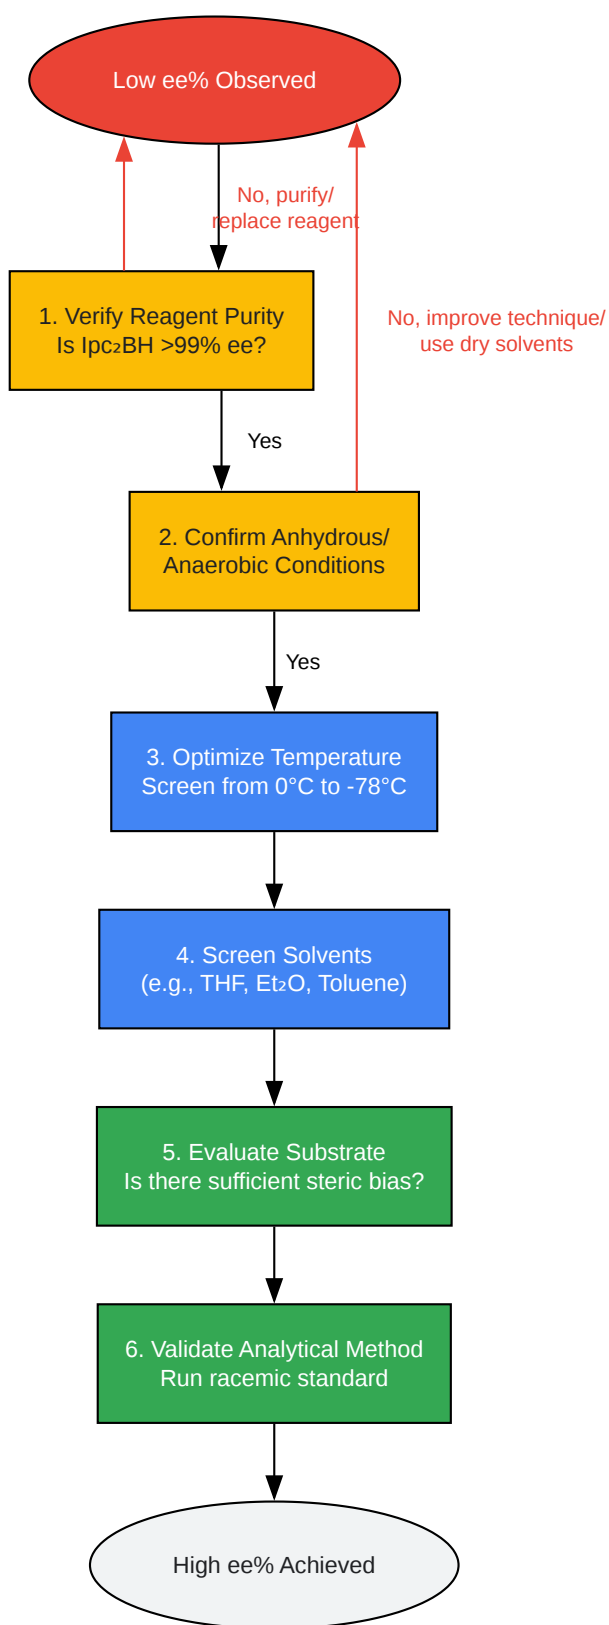 Low ee% Observed
No, purify/
replace reagent
1. Verify Reagent Purity
Is Ipc₂BH >99% ee?
No, improve technique/
use dry solvents
Yes
2. Confirm Anhydrous/
Anaerobic Conditions
Yes
3. Optimize Temperature
Screen from 0°C to -78°C
4. Screen Solvents
(e.g., THF, Et₂O, Toluene)
5. Evaluate Substrate
Is there sufficient steric bias?
6. Validate Analytical Method
Run racemic standard
High ee% Achieved